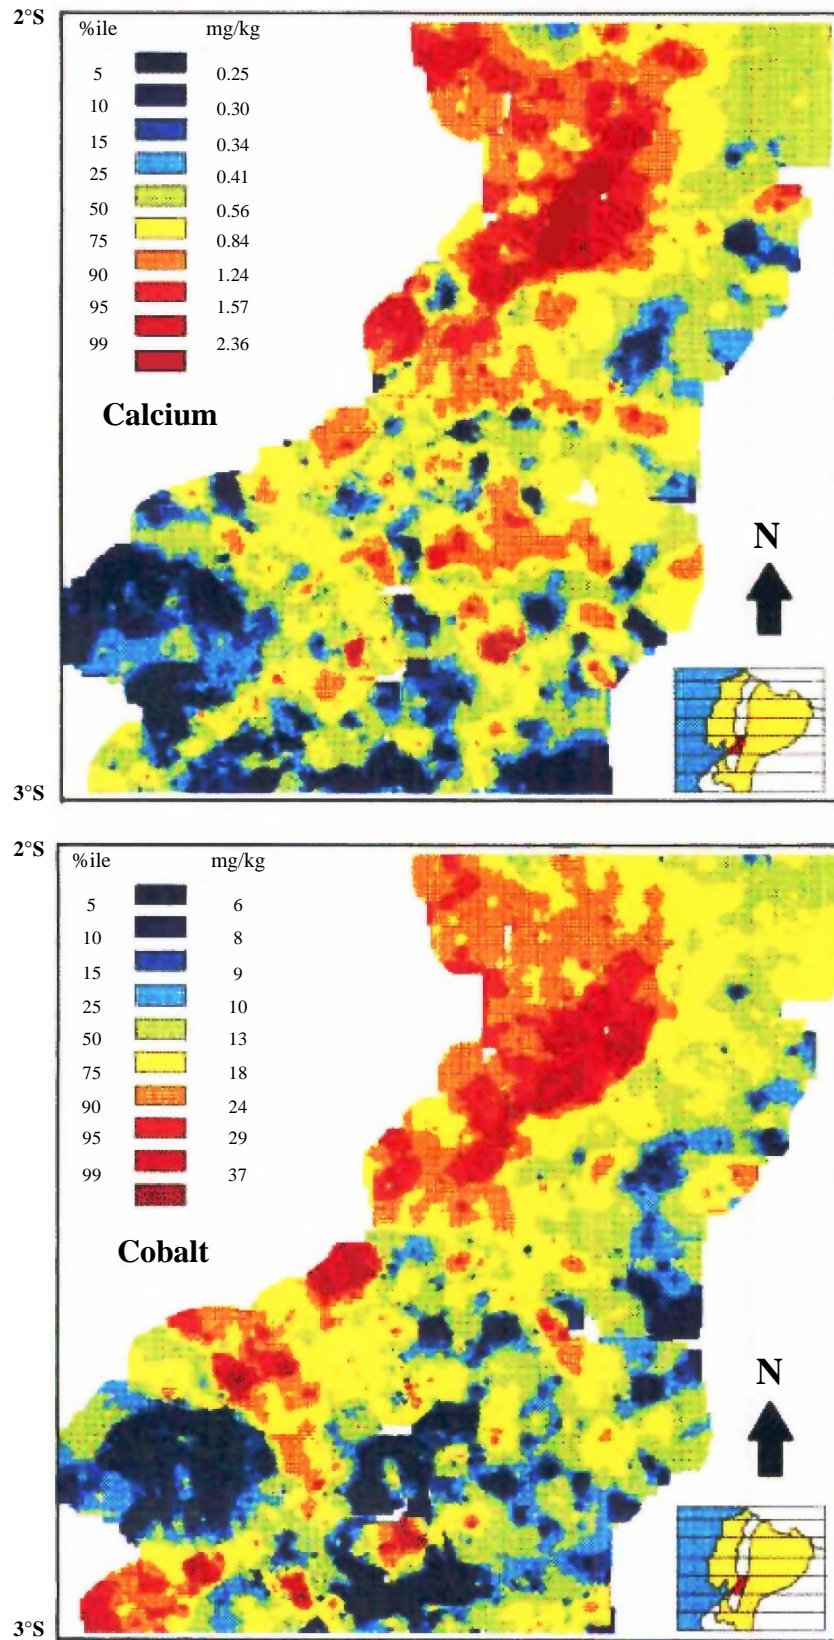 2°S
%ile mg/kg
5 0.25
10 0.30
15 0.34
25 0.41
50 0.56
75 0.84
90 1.24
95 1.57
99 2.36
Calcium
N
3°S
2°S
%ile mg/kg
5 6
10 8
15 9
25 10
50 13
75 18
90 24
95 29
99 37
Cobalt
N
3°S